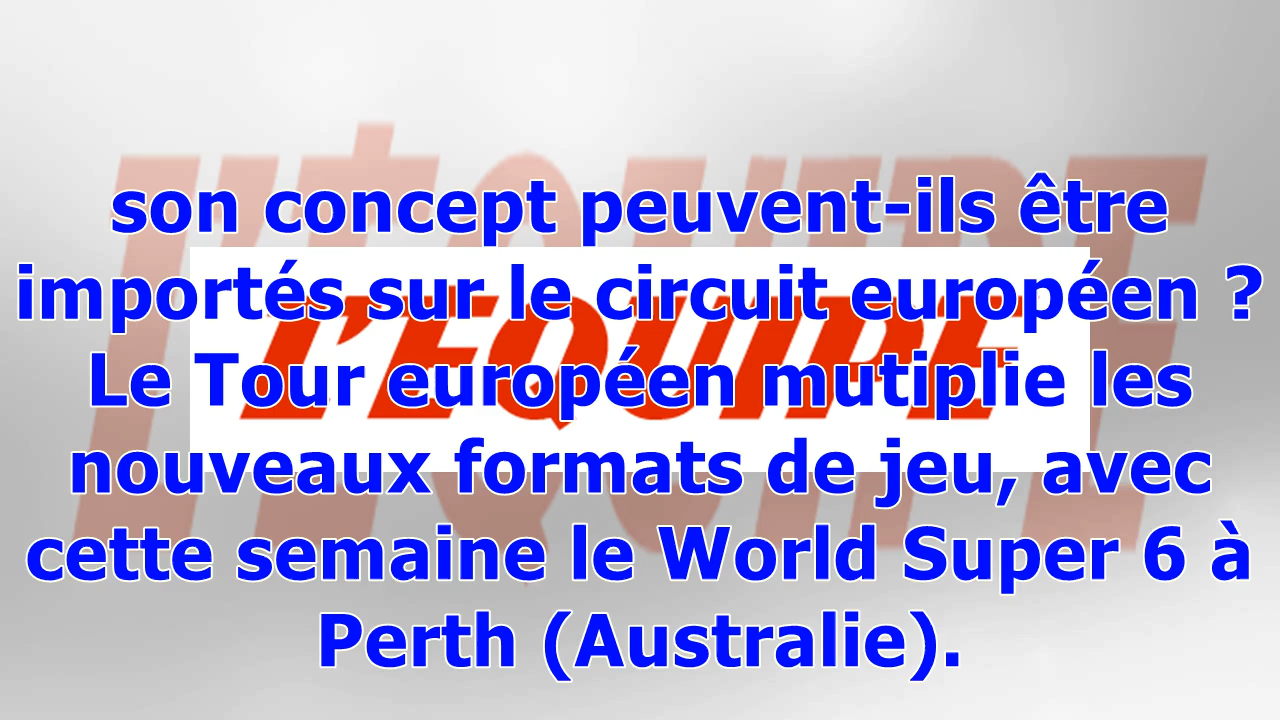 son concept peuvent-ils être
importés sur le circuit européen ?
Le Tour européen mutiplie les
nouveaux formats de jeu, avec
cette semaine le World Super 6 à
Perth (Australie).
L'ÉQUIPE
L'ÉQUIPE